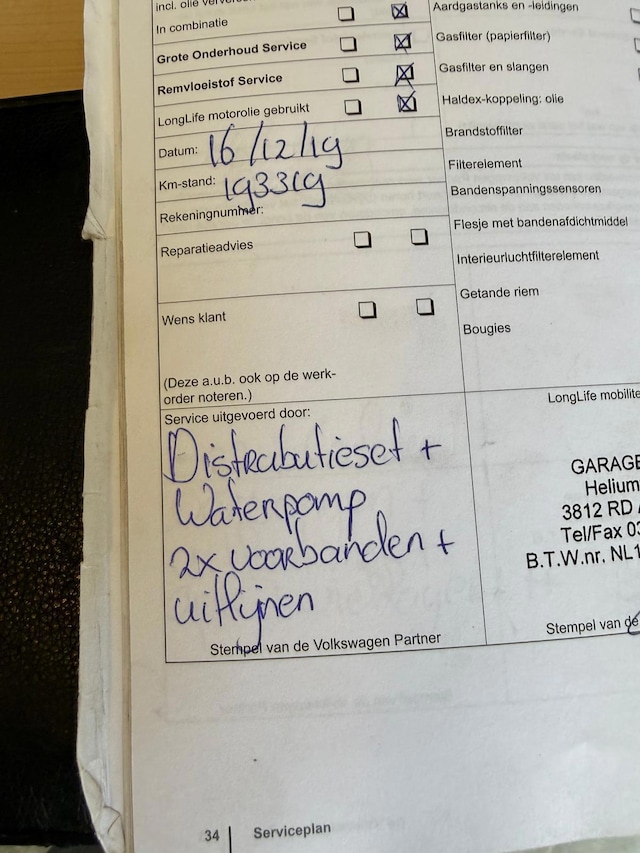 incl. olie
In combinatie
Grote Onderhoud Service
Remvloeistof Service
LongLife motorolie gebruikt
Datum: 16/12/19
Km-stand: 193319
Rekeningnummer:
Reparatieadvies
Wens klant
(Deze a.u.b. ook op de werk-
order noteren.)
Service uitgevoerd door:
Distrabutieset +
Waterpomp
2x voorbanden +
uitlijnen
Stempel van de Volkswagen Partner
Aardgastanks en -leidingen
Gasfilter (papierfilter)
Gasfilter en slangen
Haldex-koppeling: olie
Brandstoffilter
Filterelement
Bandenspanningssensoren
Flesje met bandenafdichtmiddel
Interieurluchtfilterelement
Getande riem
Bougies
LongLife mobilite
GARAGE
Helium
3812 RD
Tel/Fax 03
B.T.W.nr. NL1
Stempel van de
34 Serviceplan